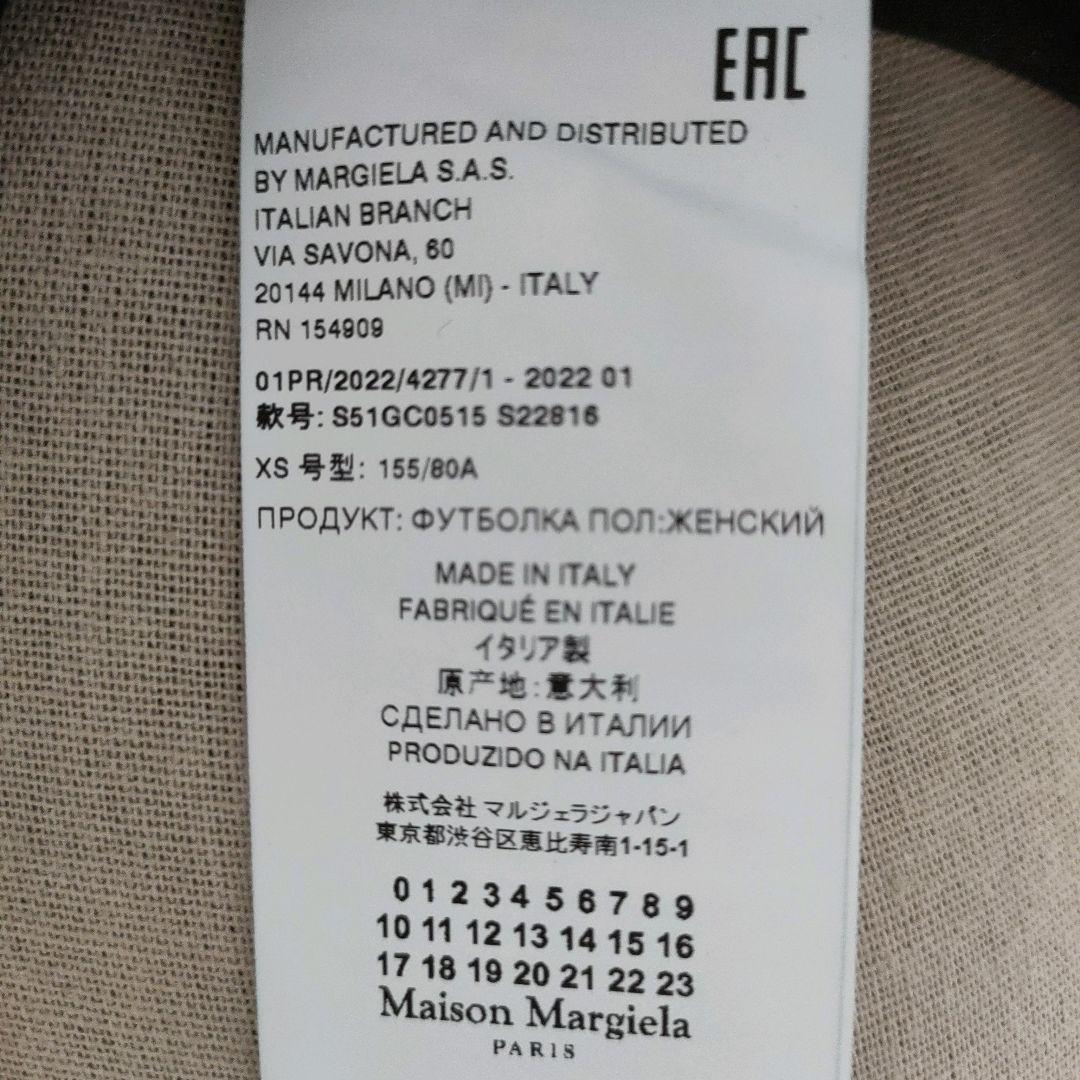 EAC
MANUFACTURED AND DISTRIBUTED
BY MARGIELA S.A.S.
ITALIAN BRANCH
VIA SAVONA, 60
20144 MILANO (MI) - ITALY
RN 154909
01PR/2022/4277/1 - 2022 01
款号: S51GC0515 S22816
XS 号型: 155/80A
ПРОДУКТ: ФУТБОЛКА ПОЛ:ЖЕНСКИЙ
MADE IN ITALY
FABRIQUÉ EN ITALIE
イタリア製
原产地:意大利
СДЕЛАНО В ИТАЛИИ
PRODUZIDO NA ITALIA
株式会社 マルジェラジャパン
東京都渋谷区恵比寿南1-15-1
0 1 2 3 4 5 6 7 8 9
10 11 12 13 14 15 16
17 18 19 20 21 22 23
Maison Margiela
PARIS